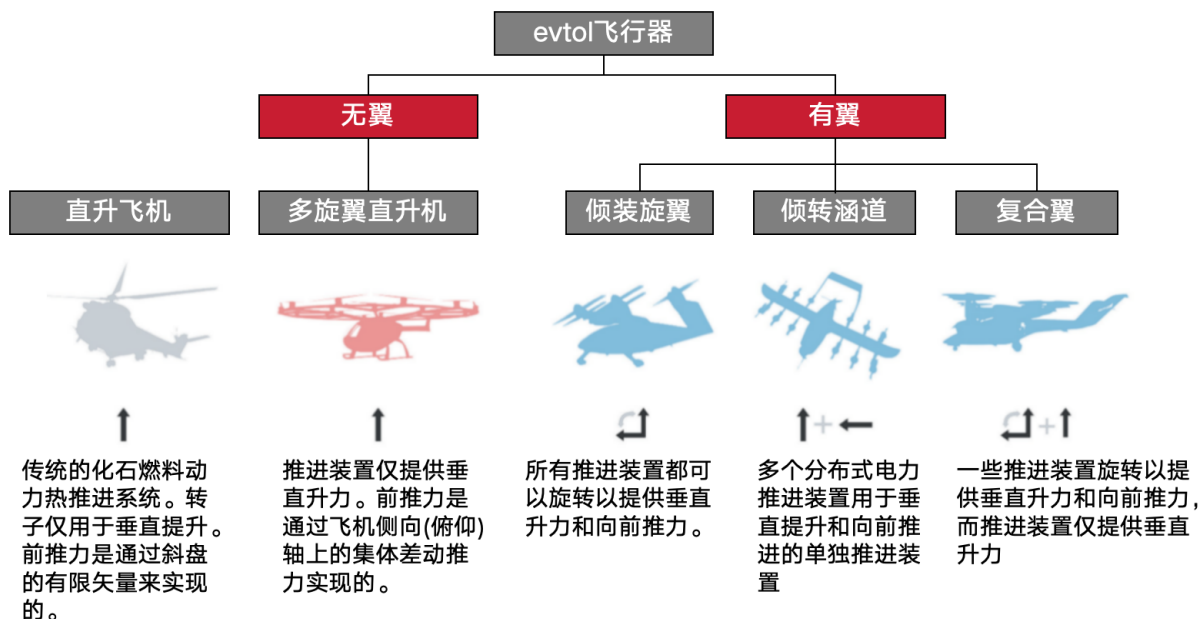 evtol飞行器
无翼
有翼
直升飞机
多旋翼直升机
倾装旋翼
倾转涵道
复合翼
传统的化石燃料动
力热推进系统。转
子仅用于垂直提升。
前推力是通过斜盘
的有限矢量来实现
的。
推进装置仅提供垂
直升力。前推力是
通过飞机侧向(俯仰)
轴上的集体差动推
力实现的。
所有推进装置都可
以旋转以提供垂直
升力和向前推力。
多个分布式电力
推进装置用于垂
直提升和向前推
进的单独推进装
置
一些推进装置旋转以提
供垂直升力和向前推力,
而推进装置仅提供垂直
升力